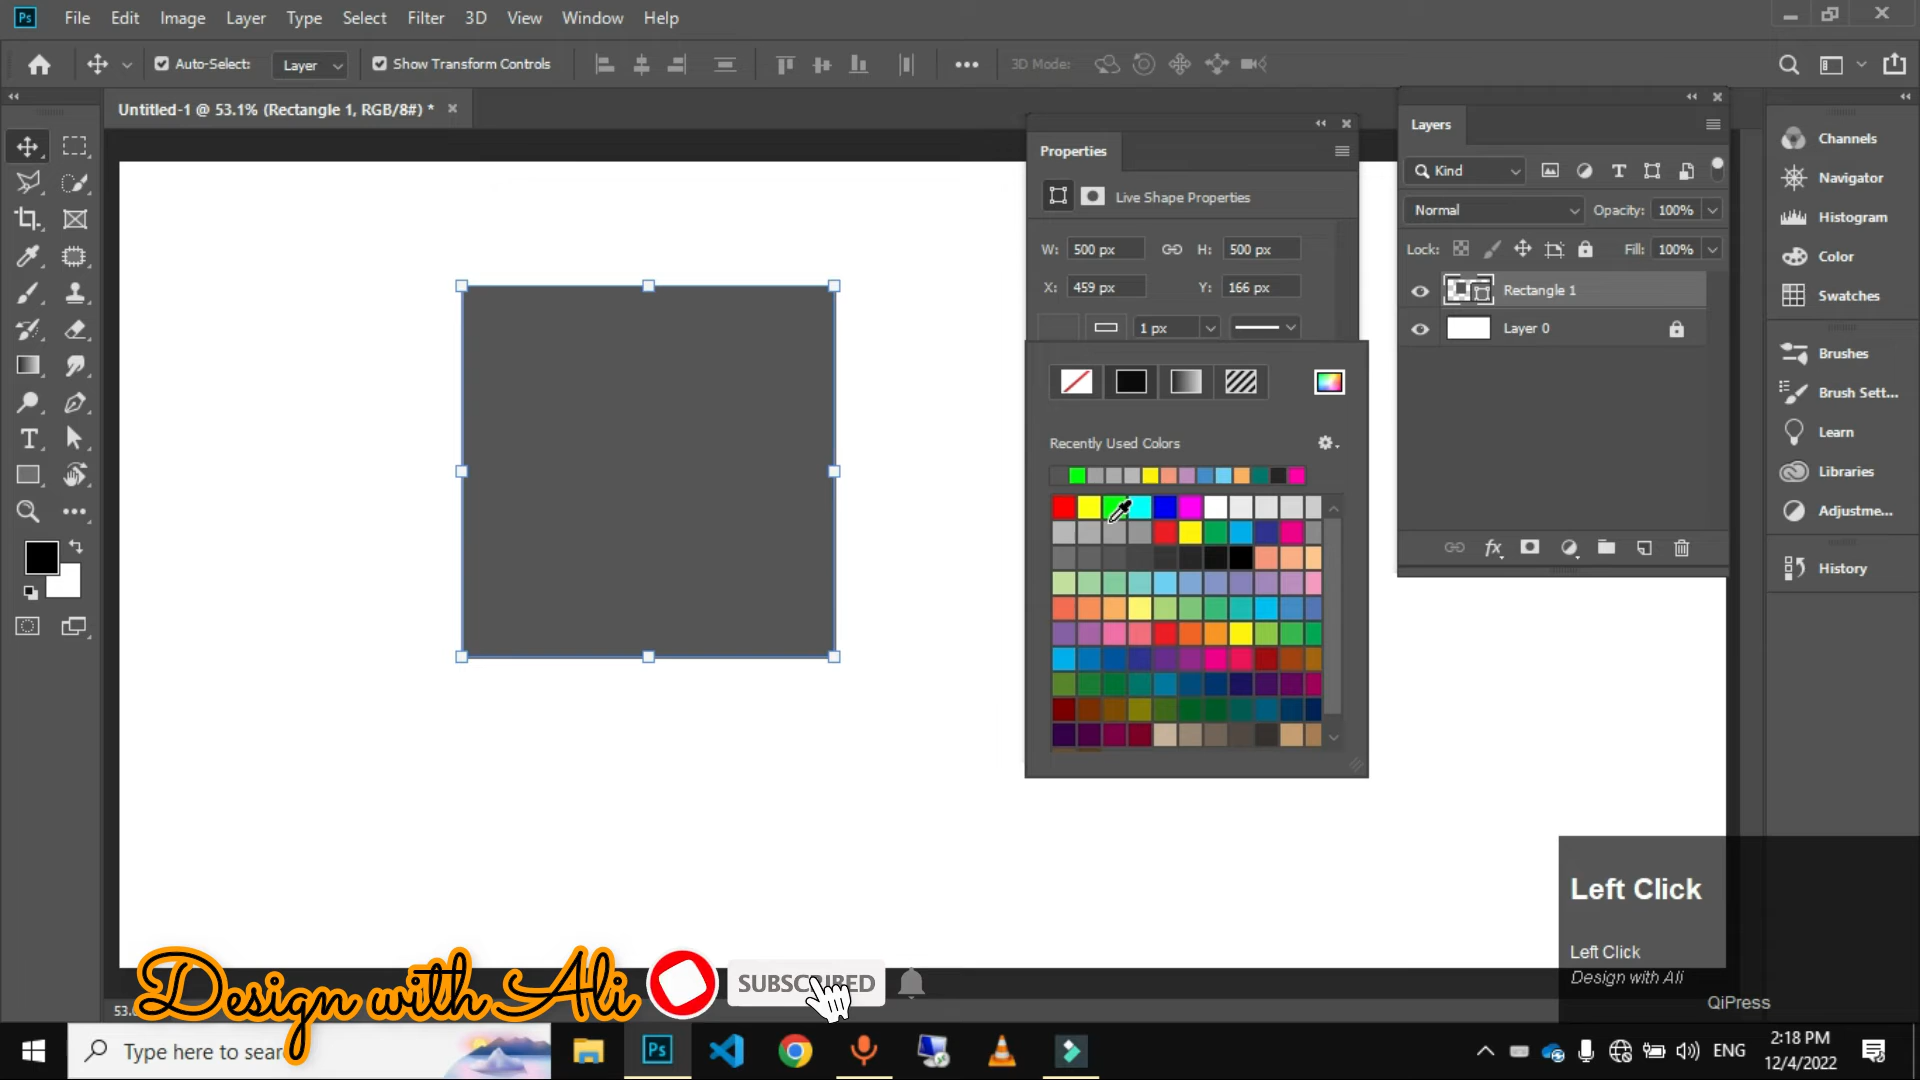 Ps File Edit Image Layer Type Select Filter 3D View Window Help
Auto-Select: Layer Show Transform Controls 3D Mode:
Untitled-1 @ 53.1% (Rectangle 1, RGB/8#) *
Properties
Live Shape Properties
W: 500 px H: 500 px
X: 459 px Y: 166 px
1 px
Recently Used Colors
Layers
Kind
Normal Opacity: 100%
Lock: Fill: 100%
Rectangle 1
Layer 0
fx
Channels
Navigator
Histogram
Color
Swatches
Brushes
Brush Sett...
Learn
Libraries
Adjustme...
History
Left Click
Left Click
Design with Ali
QiPress
Design with Ali
SUBSCRIBED
Type here to sear
Ps
ENG
2:18 PM
12/4/2022